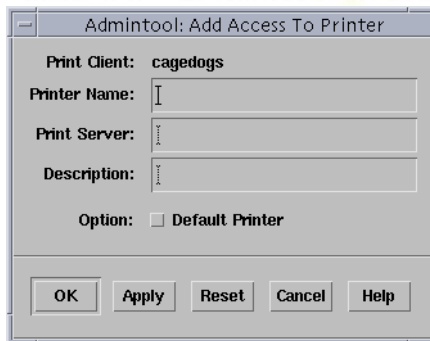 Admintool: Add Access To Printer
Print Client: cagedogs
Printer Name:
Print Server:
Description:
Option: Default Printer
OK Apply Reset Cancel Help